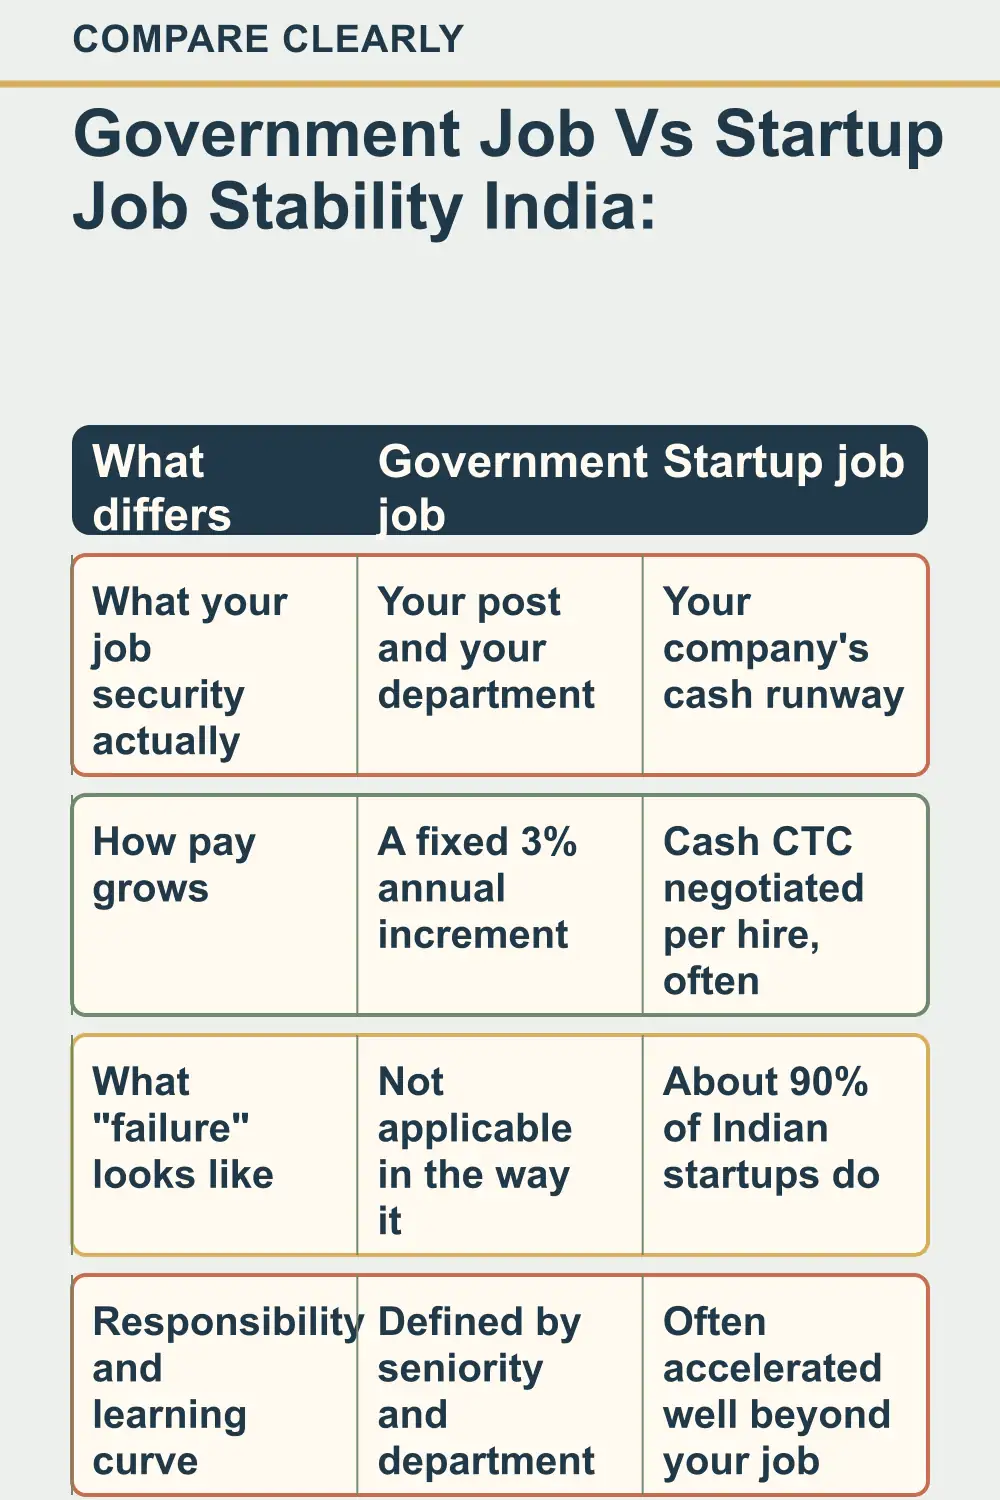 COMPARE CLEARLY
Government Job Vs Startup
Job Stability India:
What differs
Government job
Startup job
What your
job
security
actually
Your post
and your
department
Your
company's
cash runway
How pay
grows
A fixed 3%
annual
increment
Cash CTC
negotiated
per hire,
often
What
"failure"
looks like
Not
applicable
in the way
it
About 90%
of Indian
startups do
Responsibility
and
learning
curve
Defined by
seniority
and
department
Often
accelerated
well beyond
your job